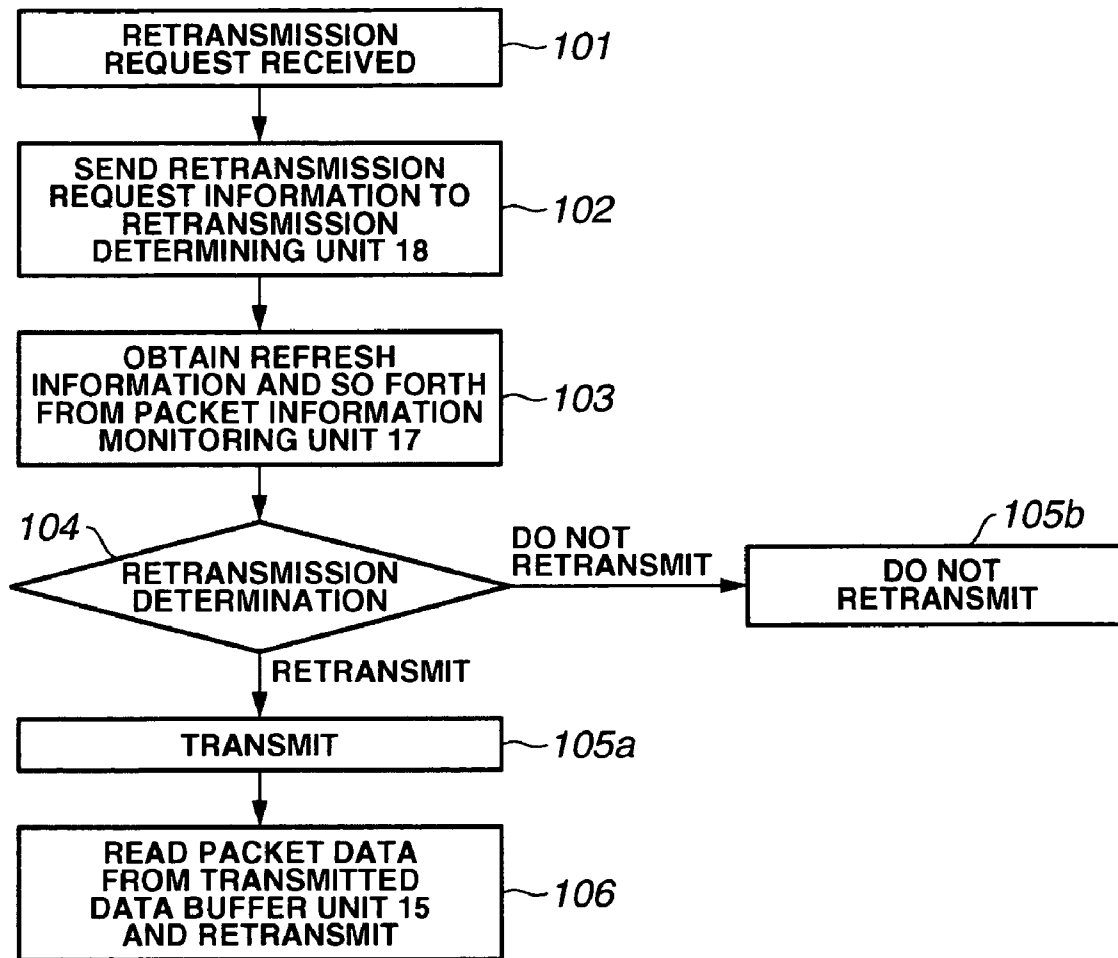 RETRANSMISSION
REQUEST RECEIVED
101
SEND RETRANSMISSION
REQUEST INFORMATION TO
RETRANSMISSION
DETERMINING UNIT 18
102
OBTAIN REFRESH
INFORMATION AND SO FORTH
FROM PACKET INFORMATION
MONITORING UNIT 17
103
104
RETRANSMISSION
DETERMINATION
DO NOT
RETRANSMIT
105b
DO NOT
RETRANSMIT
RETRANSMIT
TRANSMIT
105a
READ PACKET DATA
FROM TRANSMITTED
DATA BUFFER UNIT 15
AND RETRANSMIT
106